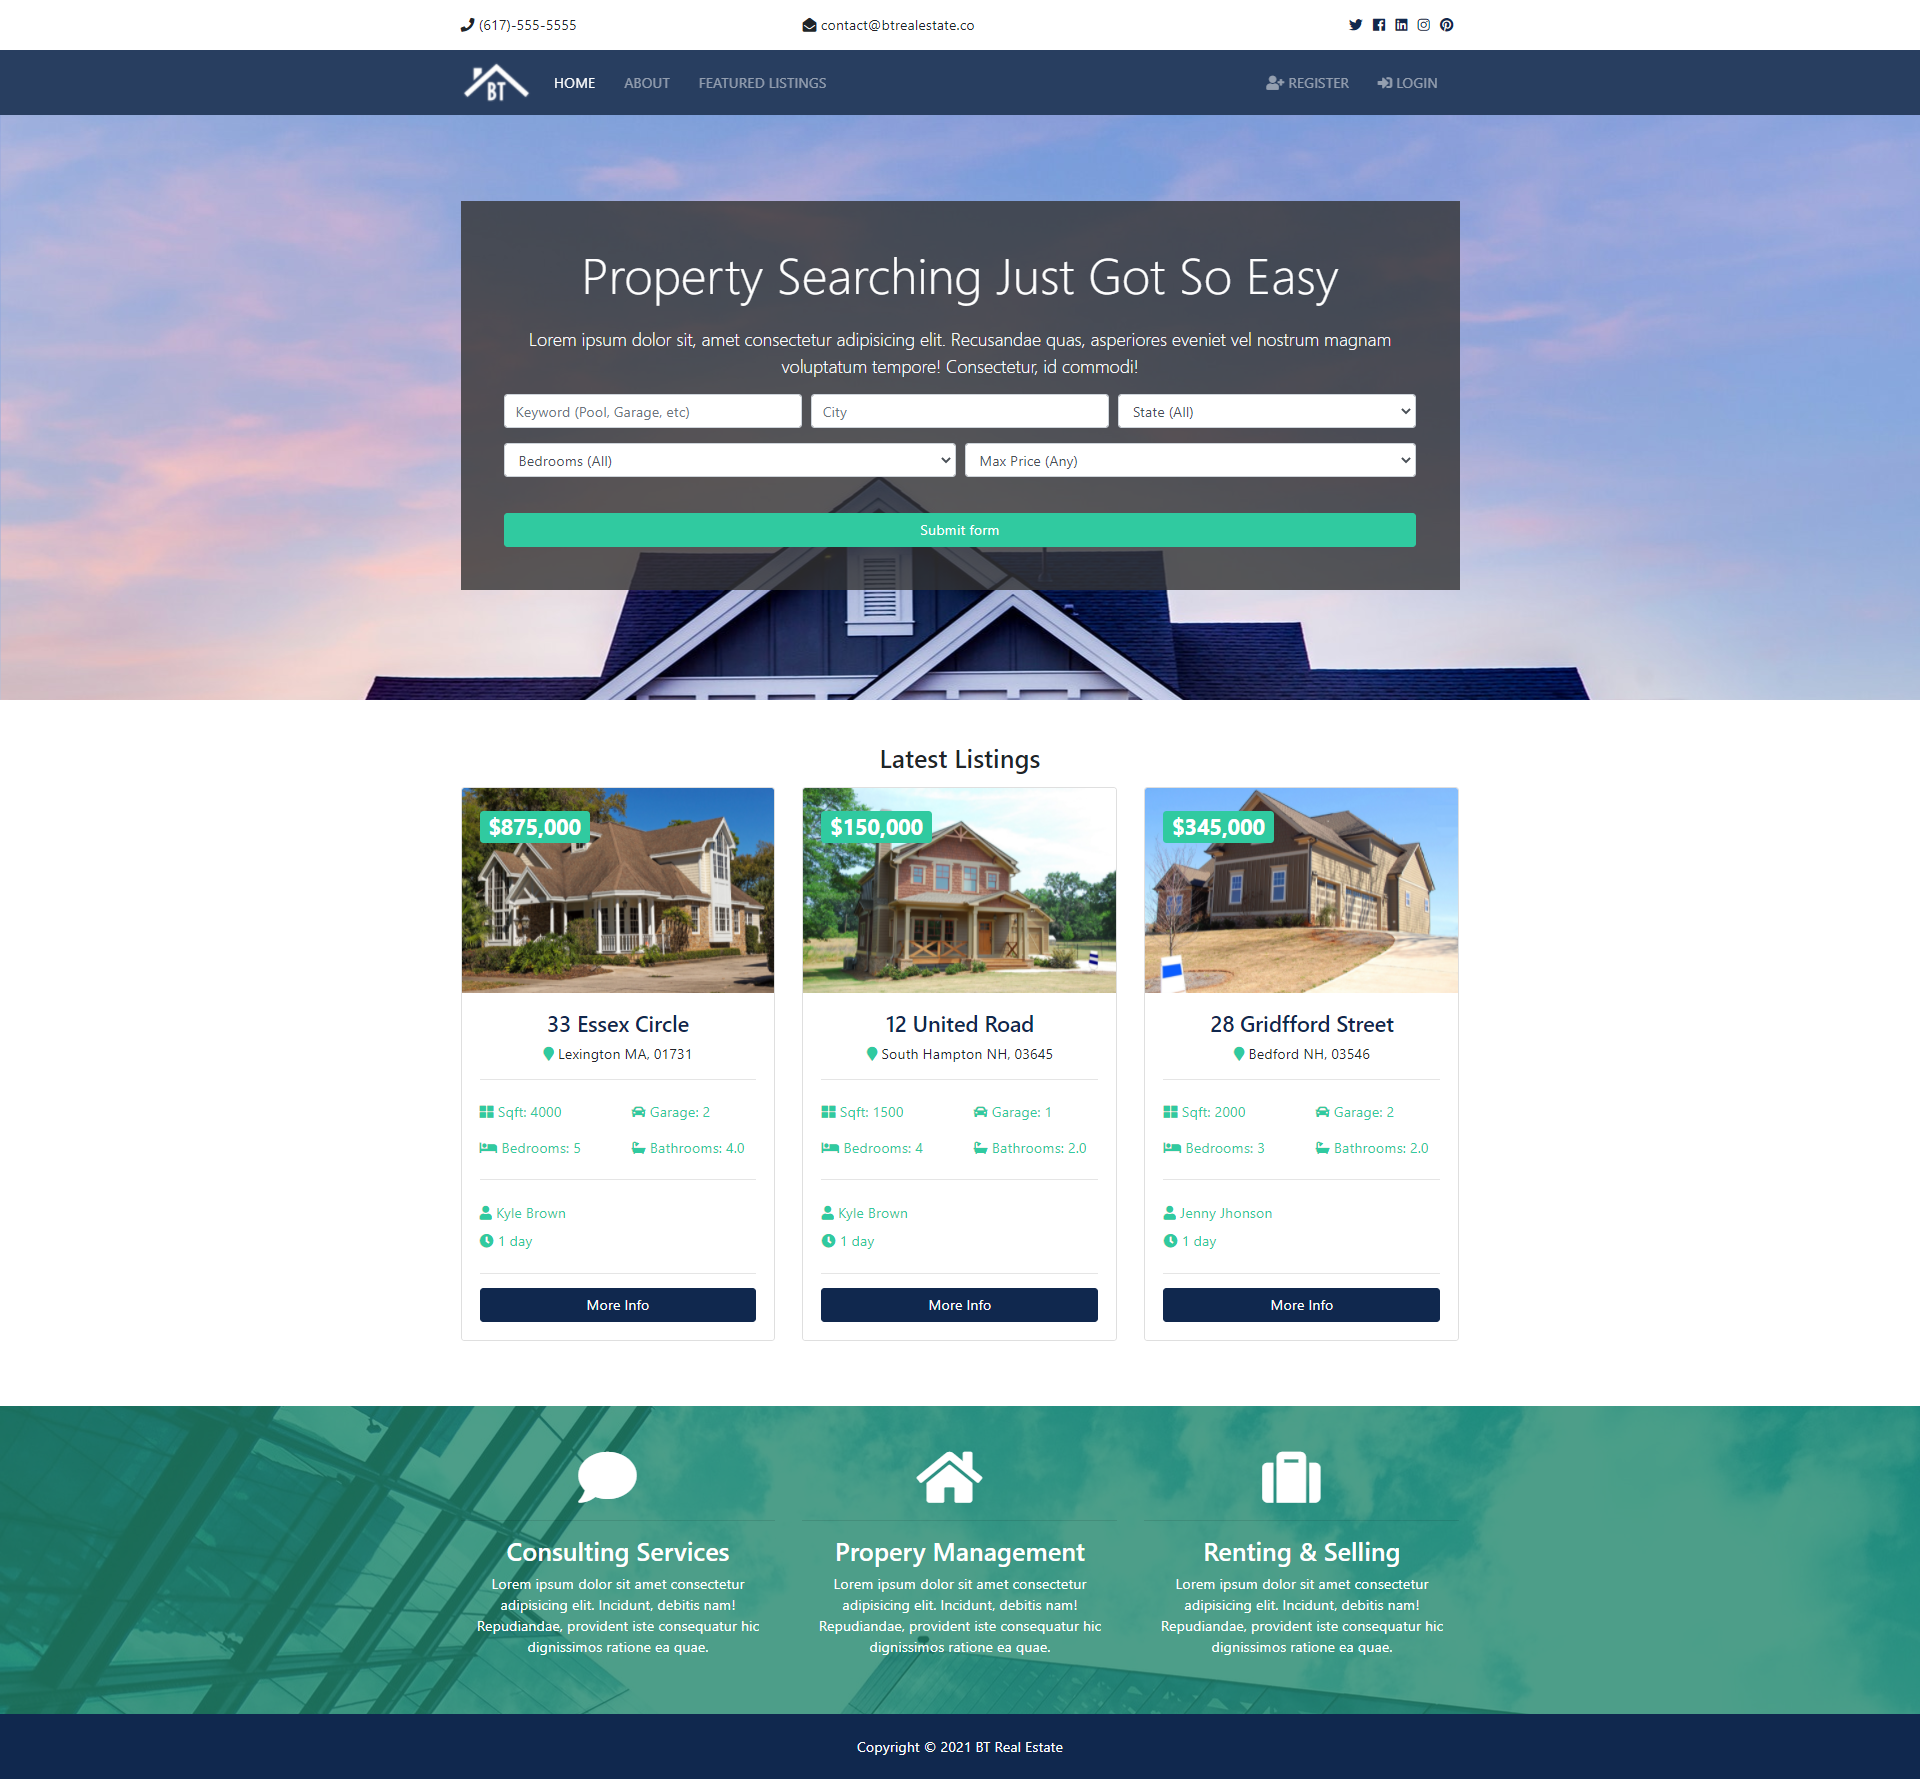 (617)-555-5555
contact@btrealestate.co
BT
HOME
ABOUT
FEATURED LISTINGS
REGISTER
LOGIN
Property Searching Just Got So Easy
Lorem ipsum dolor sit, amet consectetur adipisicing elit. Recusandae quas, asperiores eveniet vel nostrum magnam
voluptatum tempore! Consectetur, id commodi!
Keyword (Pool, Garage, etc)
City
State (All)
Bedrooms (All)
Max Price (Any)
Submit form
Latest Listings
$875,000
33 Essex Circle
Lexington MA, 01731
Sqft: 4000
Garage: 2
Bedrooms: 5
Bathrooms: 4.0
Kyle Brown
1 day
More Info
$150,000
12 United Road
South Hampton NH, 03645
Sqft: 1500
Garage: 1
Bedrooms: 4
Bathrooms: 2.0
Kyle Brown
1 day
More Info
$345,000
28 Gridfford Street
Bedford NH, 03546
Sqft: 2000
Garage: 2
Bedrooms: 3
Bathrooms: 2.0
Jenny Jhonson
1 day
More Info
Consulting Services
Lorem ipsum dolor sit amet consectetur
adipisicing elit. Incidunt, debitis nam!
Repudiandae, provident iste consequatur hic
dignissimos ratione ea quae.
Propery Management
Lorem ipsum dolor sit amet consectetur
adipisicing elit. Incidunt, debitis nam!
Repudiandae, provident iste consequatur hic
dignissimos ratione ea quae.
Renting & Selling
Lorem ipsum dolor sit amet consectetur
adipisicing elit. Incidunt, debitis nam!
Repudiandae, provident iste consequatur hic
dignissimos ratione ea quae.
Copyright © 2021 BT Real Estate